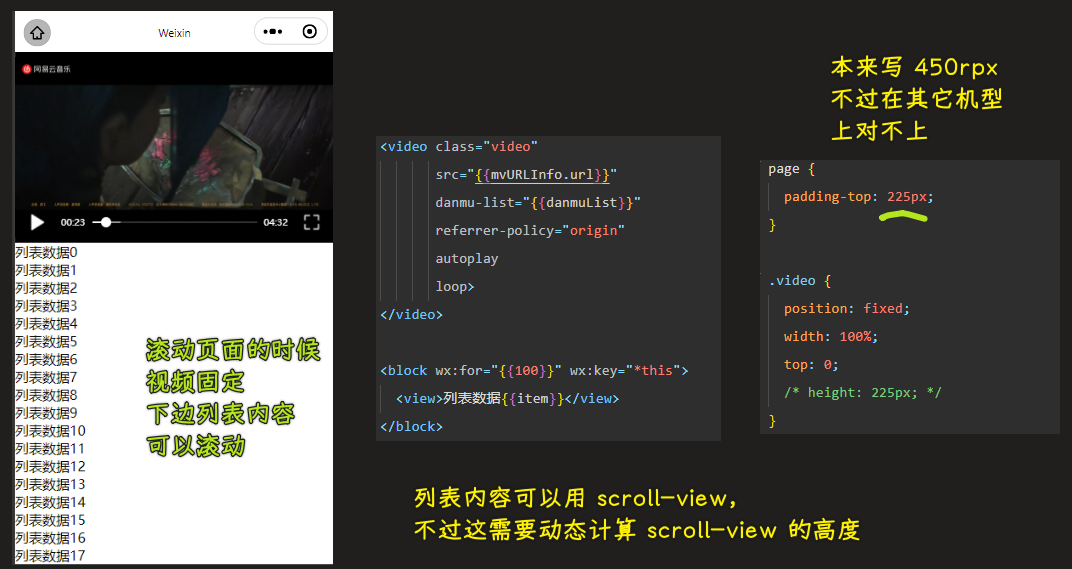 Weixin
网易云音乐
00:23
04:32
列表数据0
列表数据1
列表数据2
列表数据3
列表数据4
列表数据5
列表数据6
列表数据7
列表数据8
列表数据9
列表数据10
列表数据11
列表数据12
列表数据13
列表数据14
列表数据15
列表数据16
列表数据17
滚动页面的时候
视频固定
下边列表内容
可以滚动
<video class="video"
src="{{mvURLInfo.url}}"
danmu-list="{{danmuList}}"
referrer-policy="origin"
autoplay
loop>
</video>
<block wx:for="{{100}}" wx:key="*this">
<view>列表数据{{item}}</view>
</block>
本来写 450rpx
不过在其它机型
上对不上
page {
padding-top: 225px;
}
.video {
position: fixed;
width: 100%;
top: 0;
/* height: 225px; */
}
列表内容可以用 scroll-view,
不过这需要动态计算 scroll-view 的高度